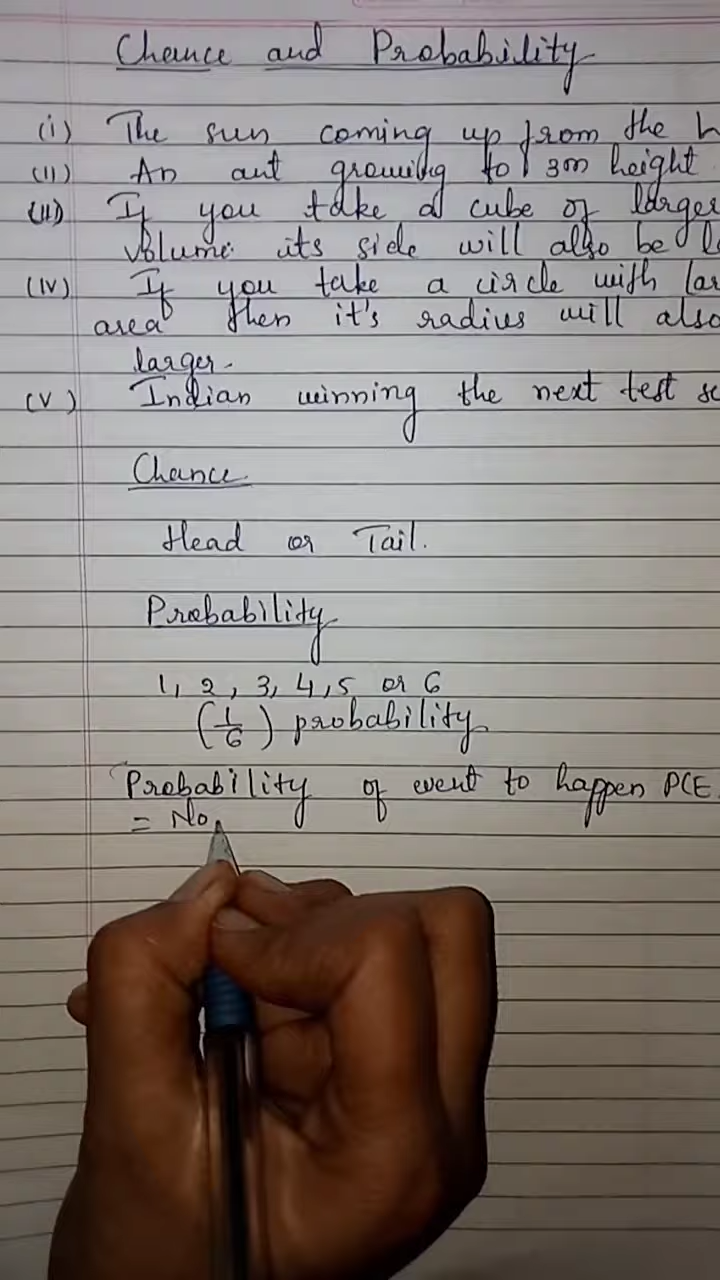 Chance and Probability
(i) The sun coming up from the
(II) An ant growing to 3m height
(II) If you take a cube of larger
volume its side will also be
(IV) If you take a circle with
area then it's radius will also
larger.
(V) Indian winning the next test
Chance
Head or Tail.
Probability
1, 2, 3, 4, 5 or 6
(1/6) probability
Probability of event to happen P(E
= No.